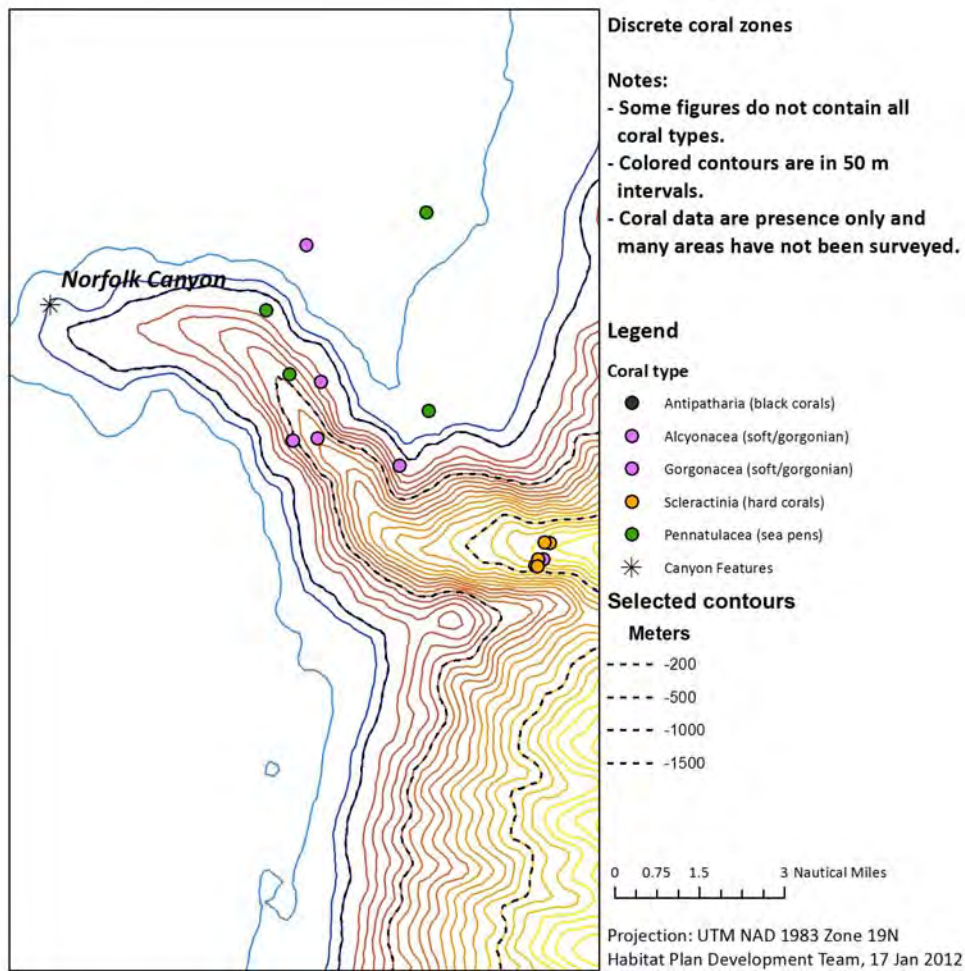 Discrete coral zones
Notes:
- Some figures do not contain all
coral types.
- Colored contours are in 50 m
intervals.
- Coral data are presence only and
many areas have not been surveyed.
Norfolk Canyon
Legend
Coral type
Antipatharia (black corals)
Alcyonacea (soft/gorgonian)
Gorgonacea (soft/gorgonian)
Scleractinia (hard corals)
Pennatulacea (sea pens)
Canyon Features
Selected contours
Meters
-200
-500
-1000
-1500
0 0.75 1.5 3 Nautical Miles
Projection: UTM NAD 1983 Zone 19N
Habitat Plan Development Team, 17 Jan 2012